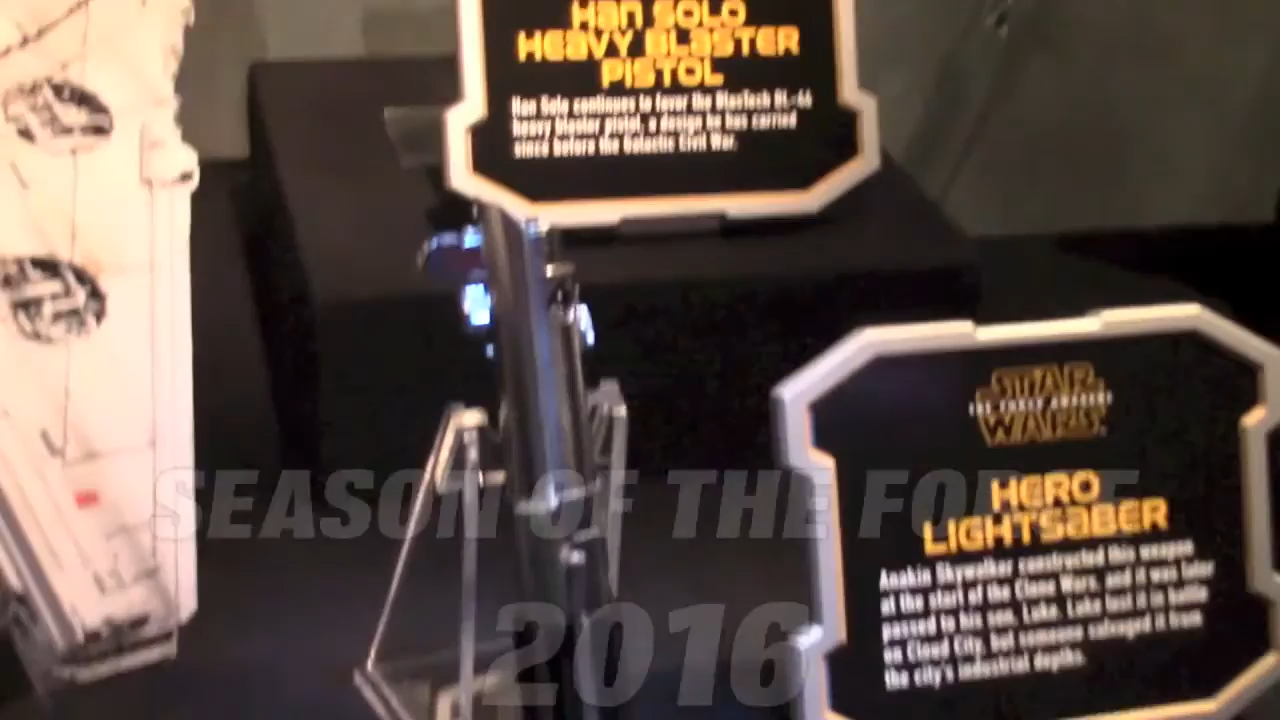 Han Solo
Heavy Blaster
Pistol
Han Solo continues to favor the BlasTech DL-44
heavy blaster pistol, a design he has carried
since before the Galactic Civil War.
STAR
THE FORCE AWAKENS
WARS
Hero
Lightsaber
Anakin Skywalker constructed this weapon
at the start of the Clone Wars, and it was later
passed to his son, Luke. Luke lost it in battle
on Cloud City, but someone salvaged it from
the city's industrial depths.
SEASON OF THE FORCE
2016